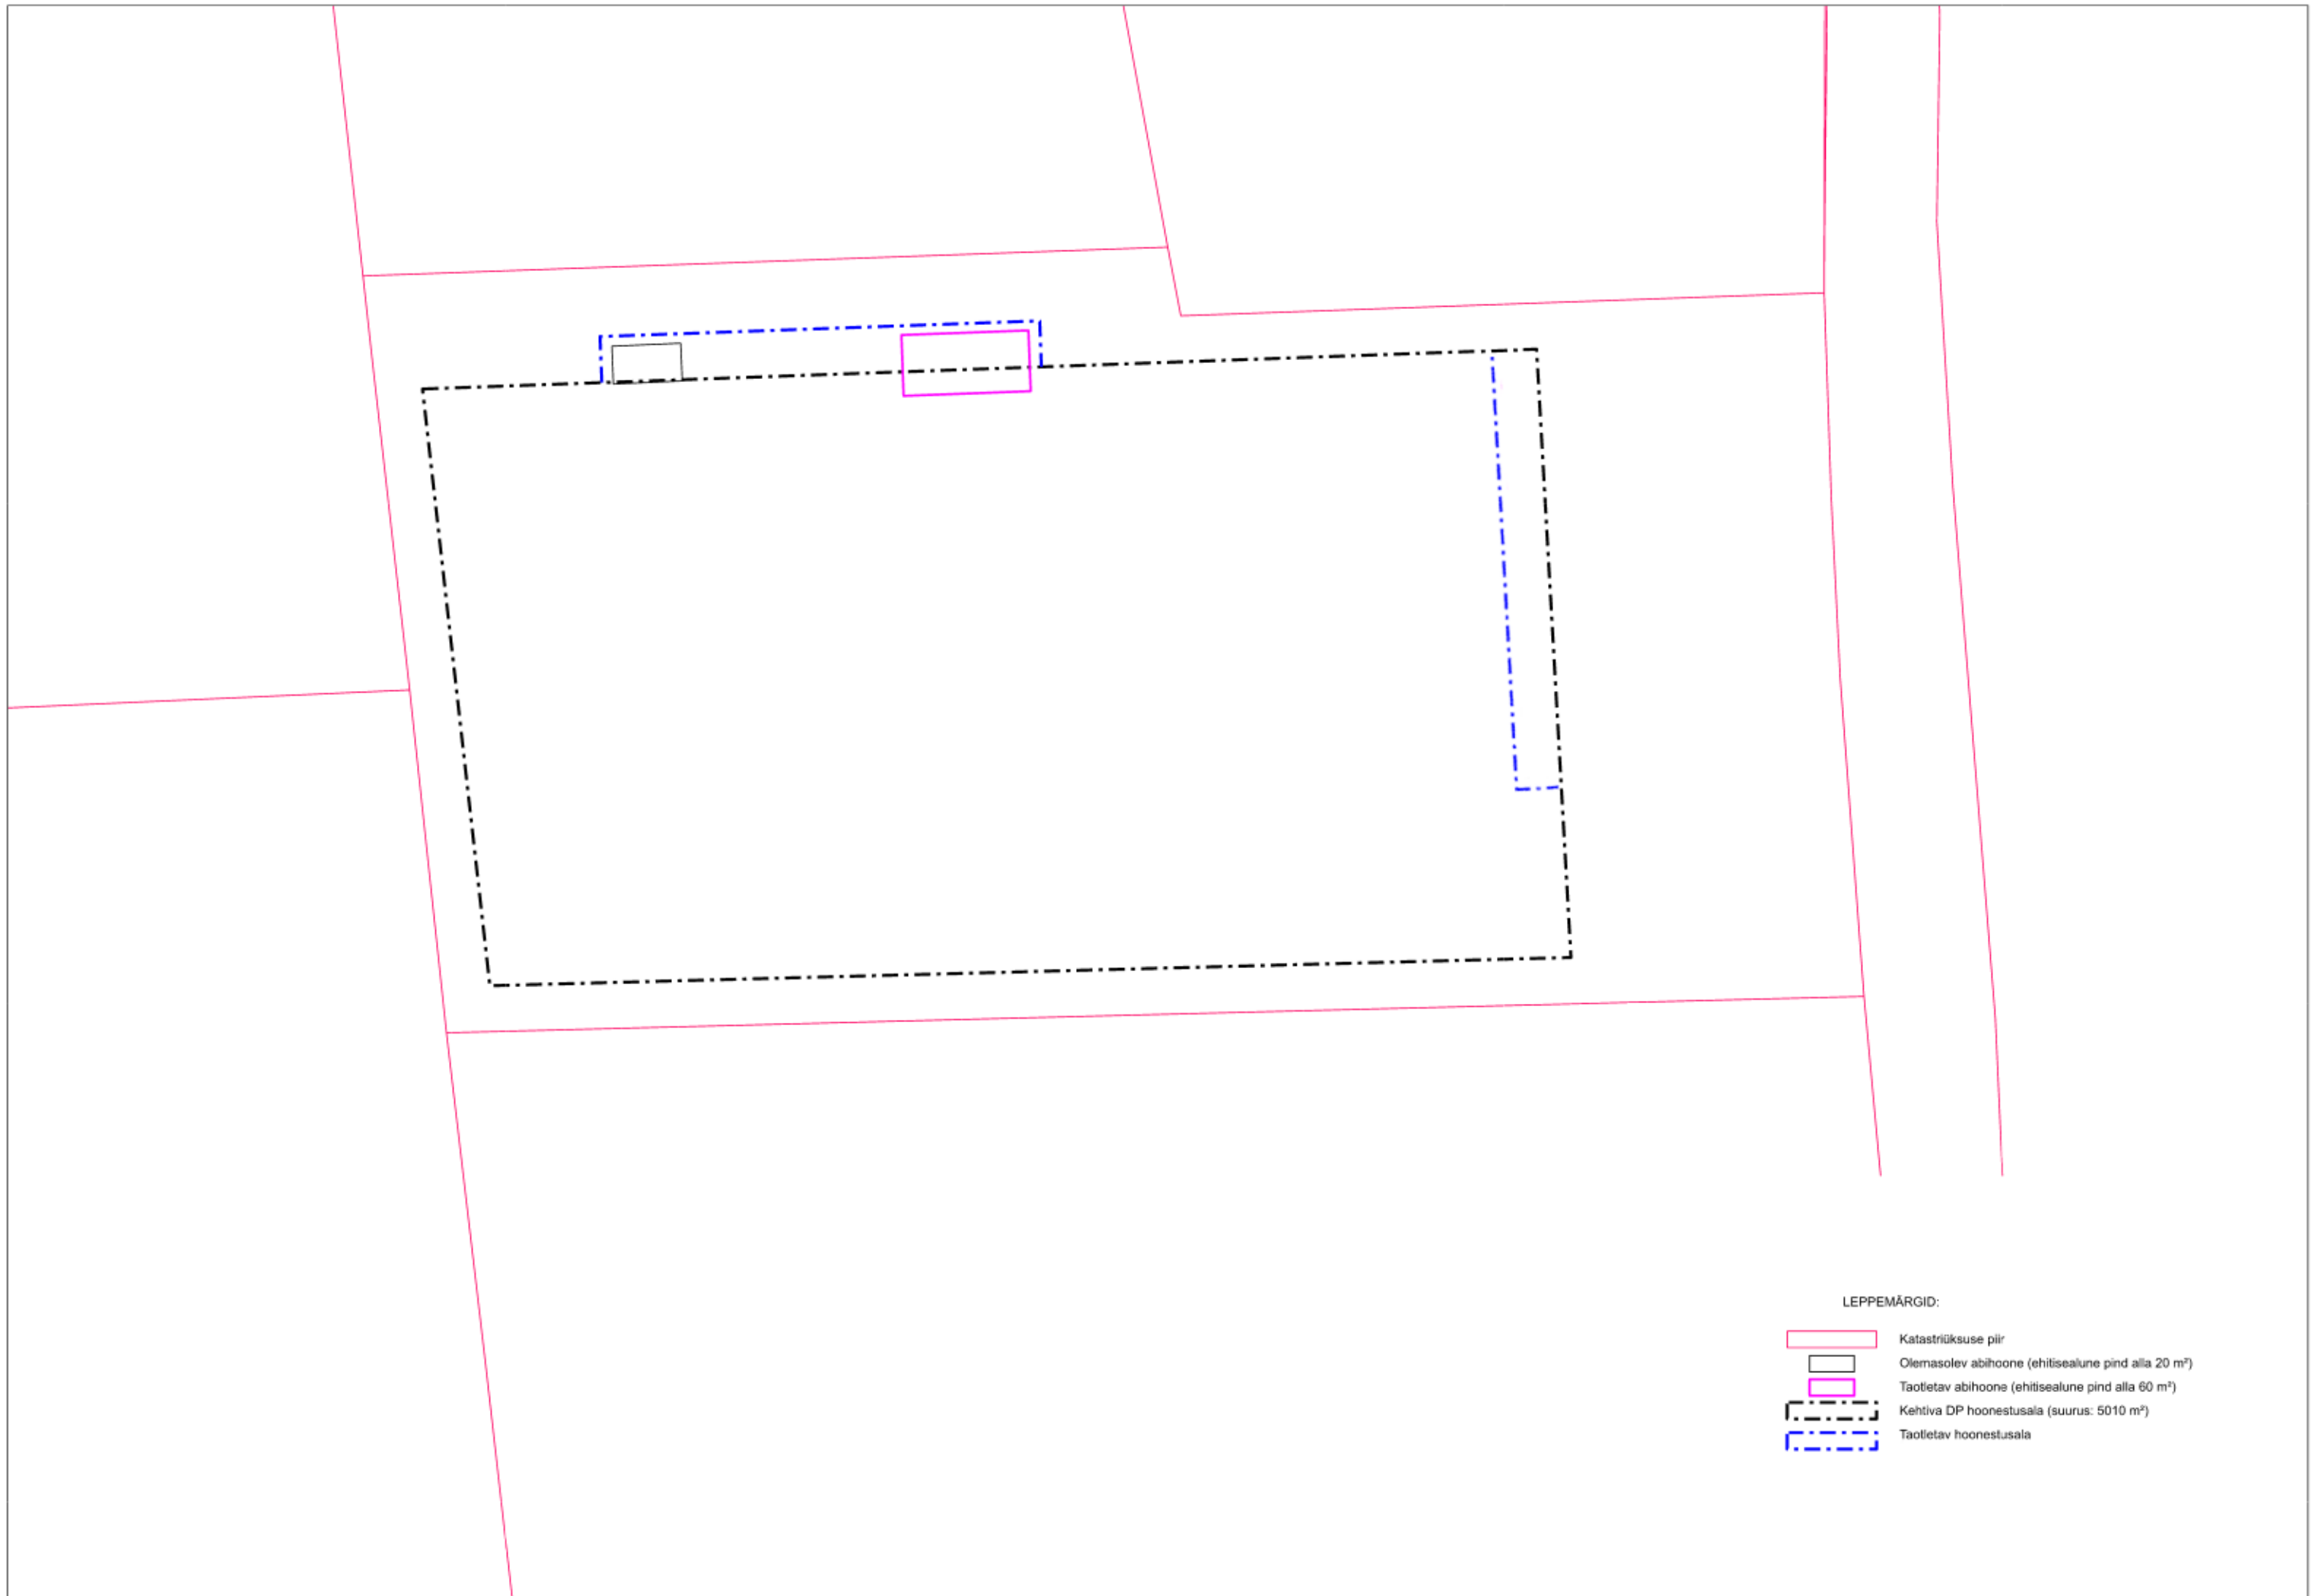 LEPPEMÄRGID:
Katastriüksuse piir
Olemasolev abihoone (ehitisealune pind alla 20 m²)
Taotletav abihoone (ehitisealune pind alla 60 m²)
Kehtiva DP hoonestusala (suurus: 5010 m²)
Taotletav hoonestusala